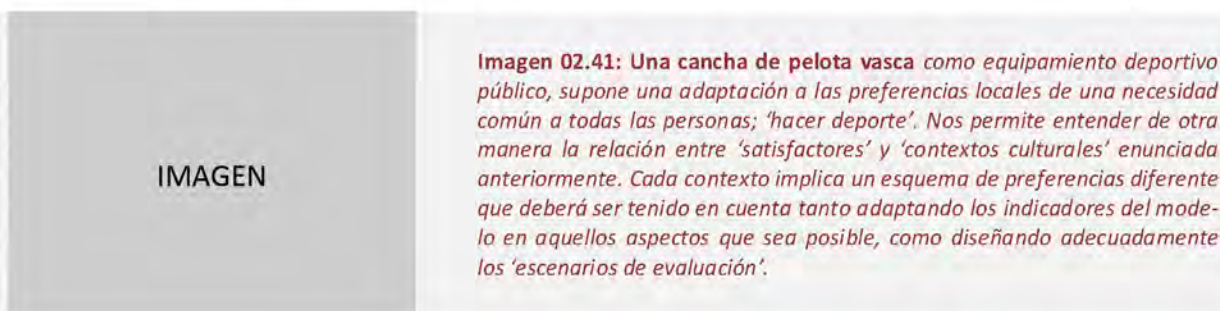 IMAGEN
Imagen 02.41: Una cancha de pelota vasca como equipamiento deportivo
público, supone una adaptación a las preferencias locales de una necesidad
común a todas las personas; ‘hacer deporte’. Nos permite entender de otra
manera la relación entre ‘satisfactores’ y ‘contextos culturales’ enunciada
anteriormente. Cada contexto implica un esquema de preferencias diferente
que deberá ser tenido en cuenta tanto adaptando los indicadores del mode-
lo en aquellos aspectos que sea posible, como diseñando adecuadamente
los ‘escenarios de evaluación’.